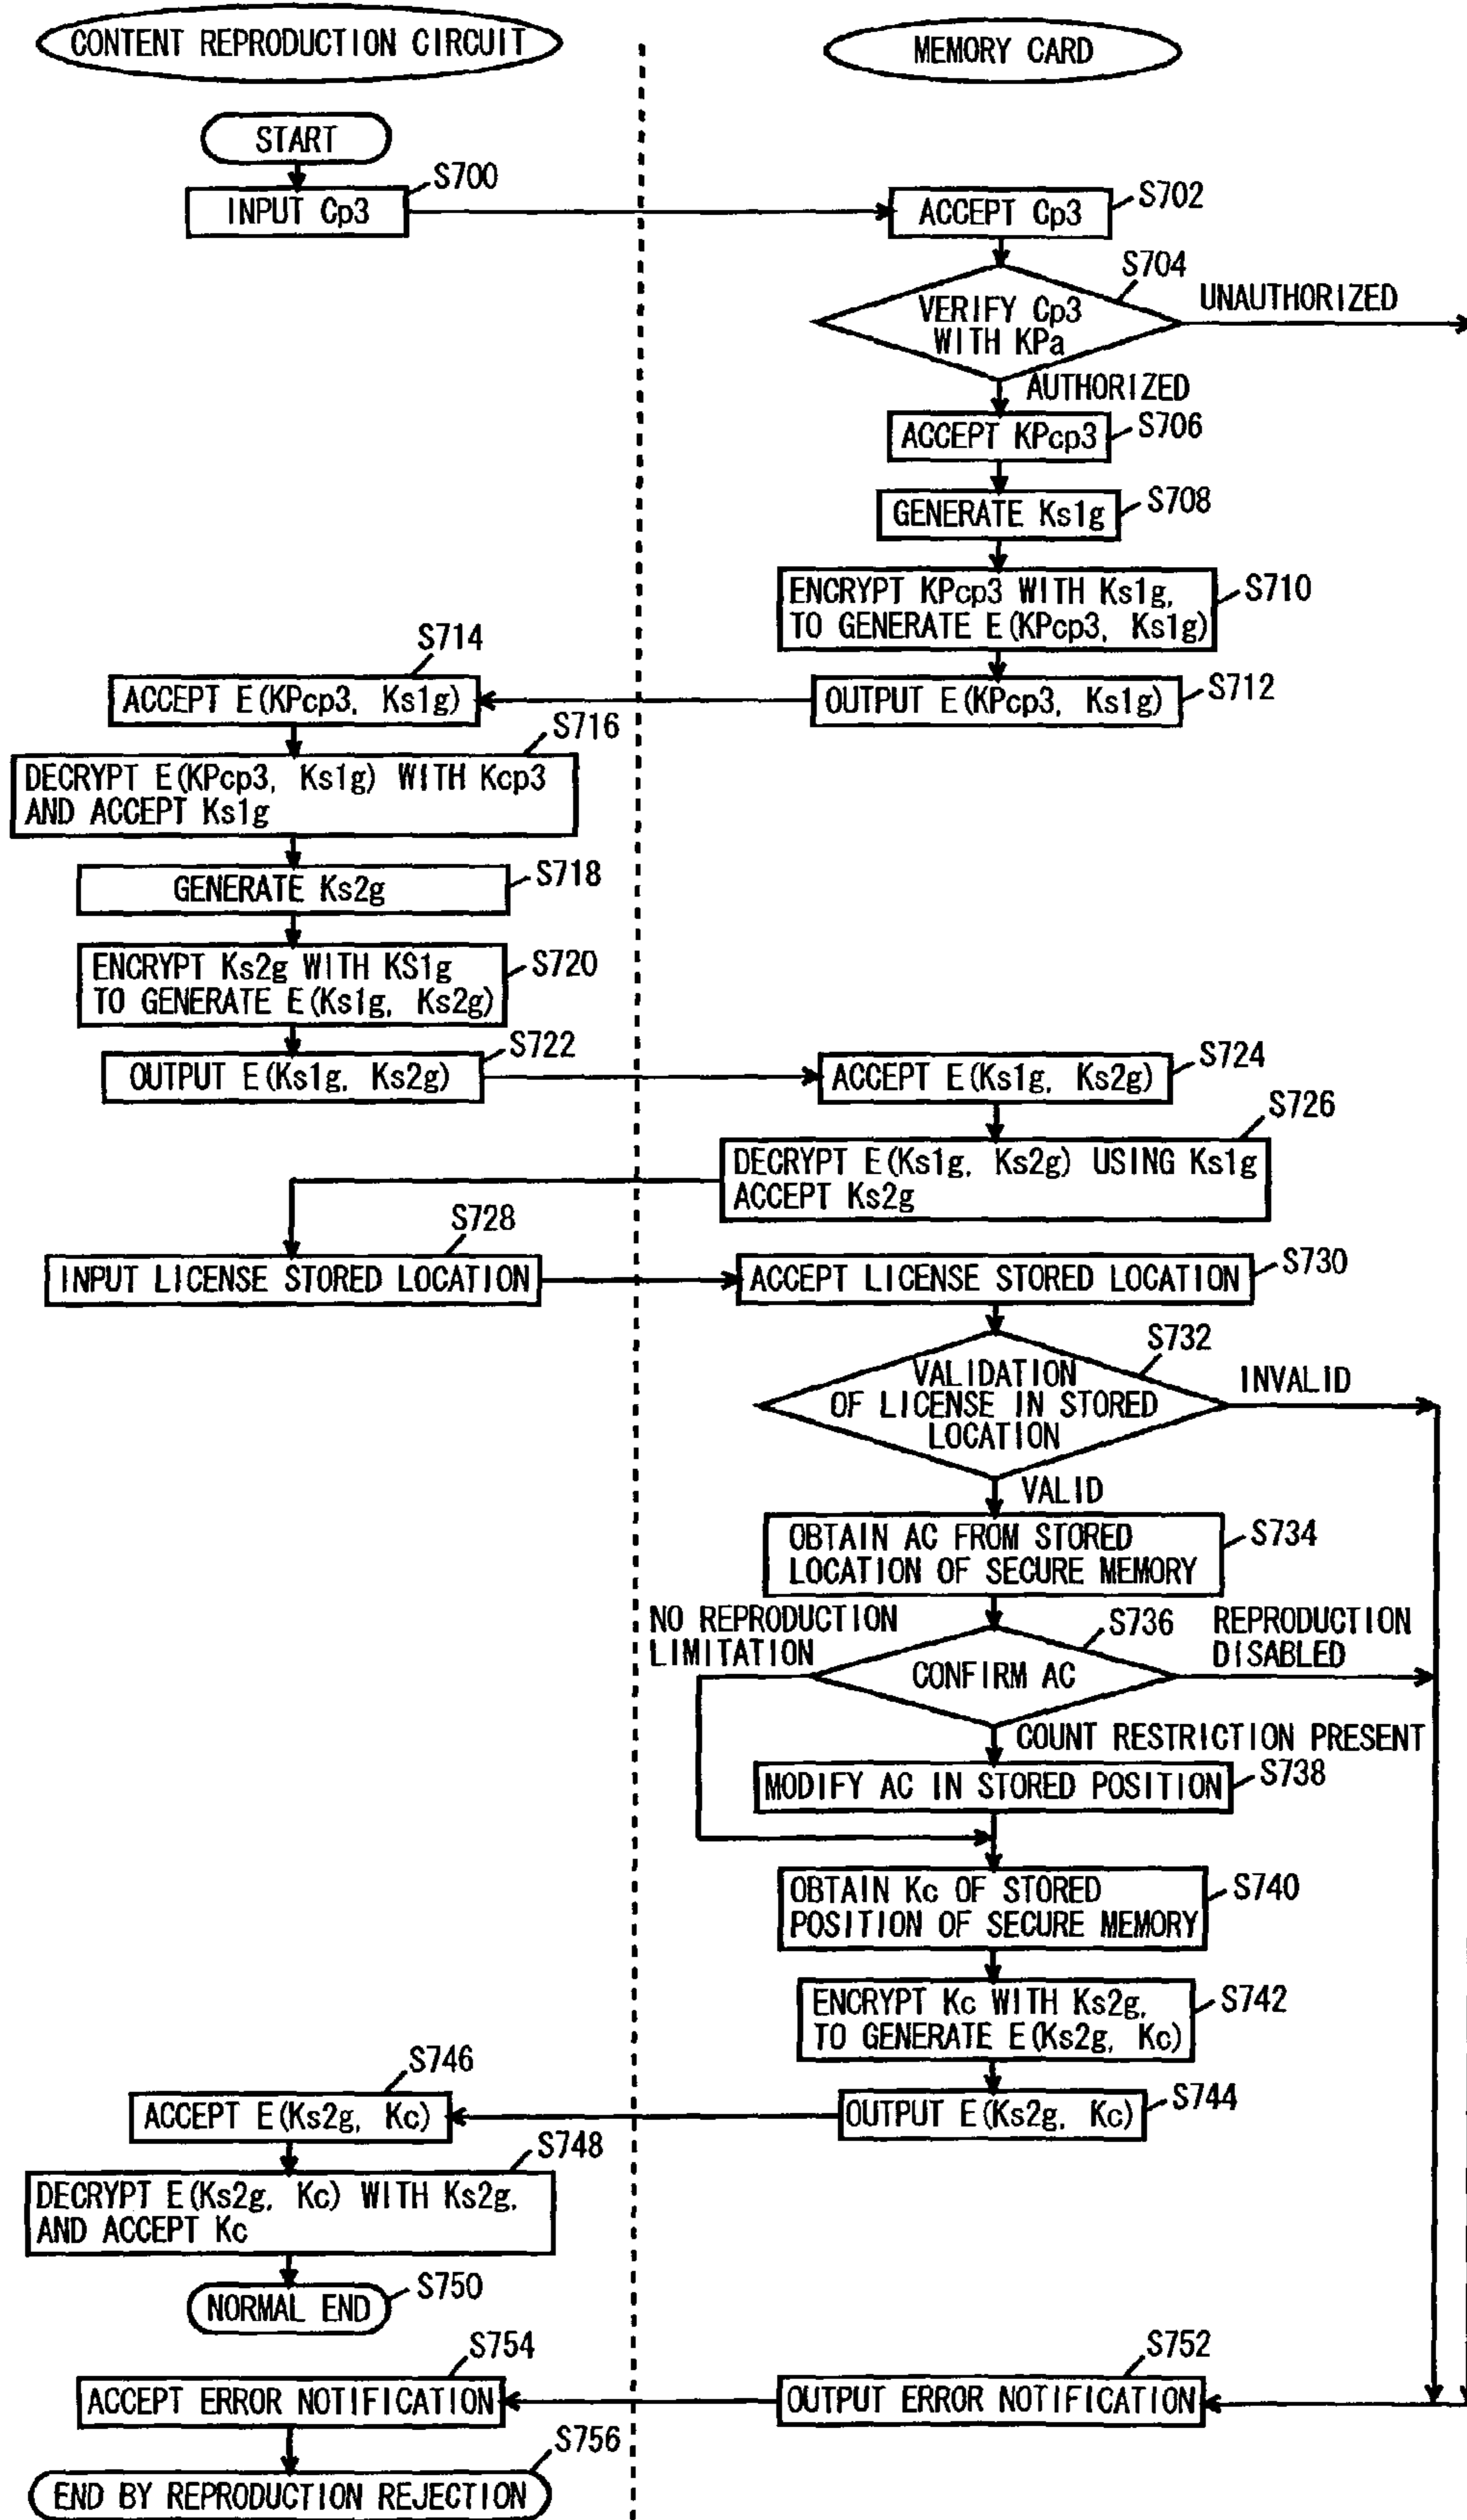 CONTENT REPRODUCTION CIRCUIT
MEMORY CARD
START
S700
INPUT Cp3
S702
ACCEPT Cp3
S704
VERIFY Cp3
WITH KPa
UNAUTHORIZED
AUTHORIZED
S706
ACCEPT KPcp3
S708
GENERATE Ks1g
S710
ENCRYPT KPcp3 WITH Ks1g,
TO GENERATE E(KPcp3, Ks1g)
S712
OUTPUT E(KPcp3, Ks1g)
S714
ACCEPT E(KPcp3, Ks1g)
S716
DECRYPT E(KPcp3, Ks1g) WITH Kcp3
AND ACCEPT Ks1g
S718
GENERATE Ks2g
S720
ENCRYPT Ks2g WITH KS1g
TO GENERATE E(Ks1g, Ks2g)
S722
OUTPUT E(Ks1g, Ks2g)
S724
ACCEPT E(Ks1g, Ks2g)
S726
DECRYPT E(Ks1g, Ks2g) USING Ks1g
ACCEPT Ks2g
S728
INPUT LICENSE STORED LOCATION
S730
ACCEPT LICENSE STORED LOCATION
S732
VALIDATION
OF LICENSE IN STORED
LOCATION
INVALID
VALID
S734
OBTAIN AC FROM STORED
LOCATION OF SECURE MEMORY
NO REPRODUCTION
LIMITATION
S736
CONFIRM AC
REPRODUCTION
DISABLED
COUNT RESTRICTION PRESENT
S738
MODIFY AC IN STORED POSITION
S740
OBTAIN Kc OF STORED
POSITION OF SECURE MEMORY
S742
ENCRYPT Kc WITH Ks2g,
TO GENERATE E(Ks2g, Kc)
S744
OUTPUT E(Ks2g, Kc)
S746
ACCEPT E(Ks2g, Kc)
S748
DECRYPT E(Ks2g, Kc) WITH Ks2g,
AND ACCEPT Kc
S750
NORMAL END
S752
OUTPUT ERROR NOTIFICATION
S754
ACCEPT ERROR NOTIFICATION
S756
END BY REPRODUCTION REJECTION